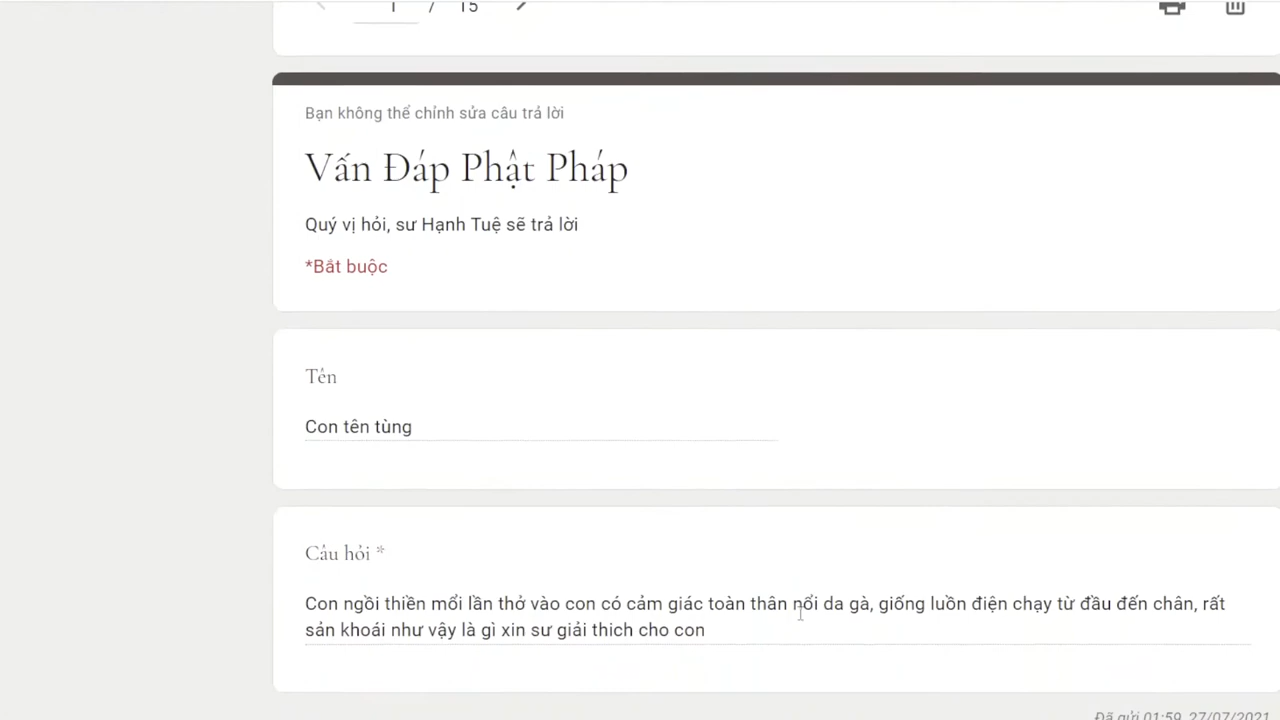 1 / 15
Bạn không thể chỉnh sửa câu trả lời
Vấn Đáp Phật Pháp
Quý vị hỏi, sư Hạnh Tuệ sẽ trả lời
*Bắt buộc
Tên
Con tên tùng
Câu hỏi *
Con ngồi thiền mổi lần thở vào con có cảm giác toàn thân nổi da gà, giống luồn điện chạy từ đầu đến chân, rất
sản khoái như vậy là gì xin sư giải thich cho con
Đã gửi 01:59, 27/07/2021